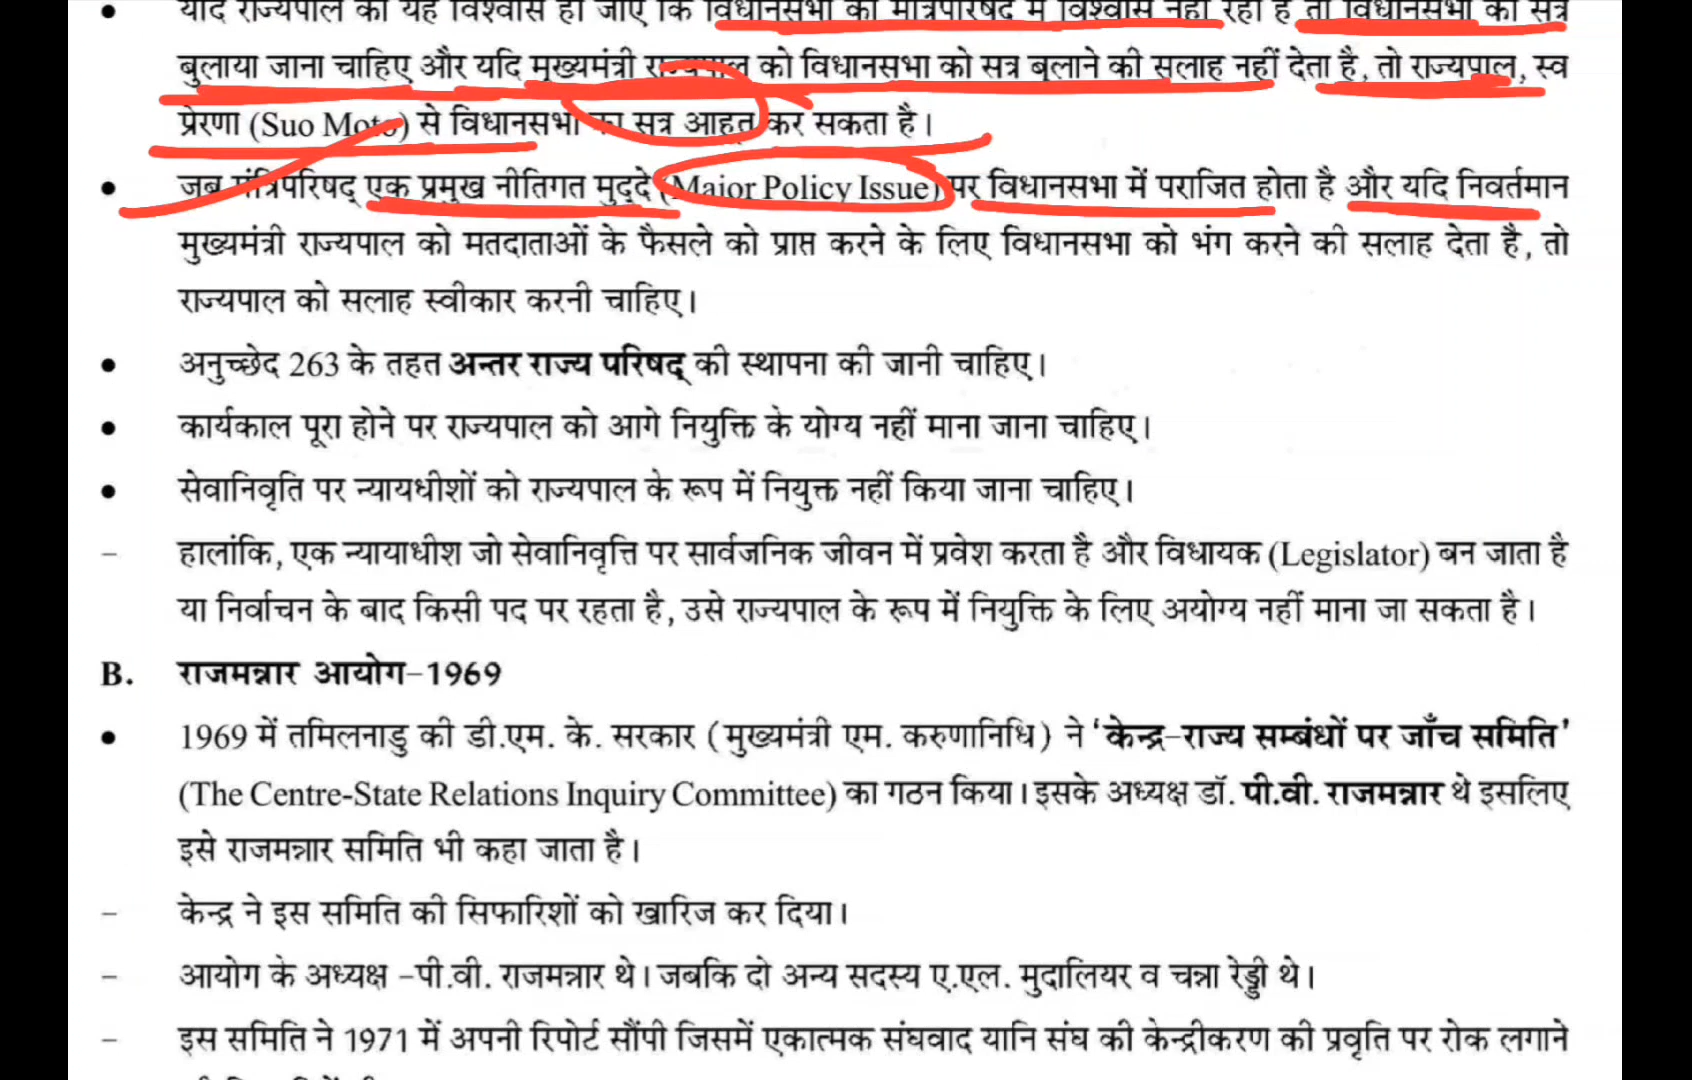 यदि राज्यपाल को यह विश्वास हो जाए कि विधानसभा का मंत्रिपरिषद में विश्वास नहीं रहा है तो विधानसभा का सत्र
बुलाया जाना चाहिए और यदि मुख्यमंत्री राज्यपाल को विधानसभा को सत्र बुलाने की सलाह नहीं देता है, तो राज्यपाल, स्व
प्रेरणा (Suo Moto) से विधानसभा का सत्र आहूत कर सकता है।
• जब मंत्रिपरिषद् एक प्रमुख नीतिगत मुद्दे (Major Policy Issue) पर विधानसभा में पराजित होता है और यदि निवर्तमान
मुख्यमंत्री राज्यपाल को मतदाताओं के फैसले को प्राप्त करने के लिए विधानसभा को भंग करने की सलाह देता है, तो
राज्यपाल को सलाह स्वीकार करनी चाहिए।
• अनुच्छेद 263 के तहत अन्तर राज्य परिषद् की स्थापना की जानी चाहिए।
• कार्यकाल पूरा होने पर राज्यपाल को आगे नियुक्ति के योग्य नहीं माना जाना चाहिए।
• सेवानिवृति पर न्यायधीशों को राज्यपाल के रूप में नियुक्त नहीं किया जाना चाहिए।
– हालांकि, एक न्यायाधीश जो सेवानिवृत्ति पर सार्वजनिक जीवन में प्रवेश करता है और विधायक (Legislator) बन जाता है
या निर्वाचन के बाद किसी पद पर रहता है, उसे राज्यपाल के रूप में नियुक्ति के लिए अयोग्य नहीं माना जा सकता है।
B. राजमन्नार आयोग–1969
• 1969 में तमिलनाडु की डी.एम. के. सरकार (मुख्यमंत्री एम. करुणानिधि) ने ‘केन्द्र–राज्य सम्बंधों पर जाँच समिति’
(The Centre-State Relations Inquiry Committee) का गठन किया। इसके अध्यक्ष डॉ. पी.वी. राजमन्नार थे इसलिए
इसे राजमन्नार समिति भी कहा जाता है।
– केन्द्र ने इस समिति की सिफारिशों को खारिज कर दिया।
– आयोग के अध्यक्ष –पी.वी. राजमन्नार थे। जबकि दो अन्य सदस्य ए.एल. मुदालियर व चन्ना रेड्डी थे।
– इस समिति ने 1971 में अपनी रिपोर्ट सौंपी जिसमें एकात्मक संघवाद यानि संघ की केन्द्रीकरण की प्रवृति पर रोक लगाने